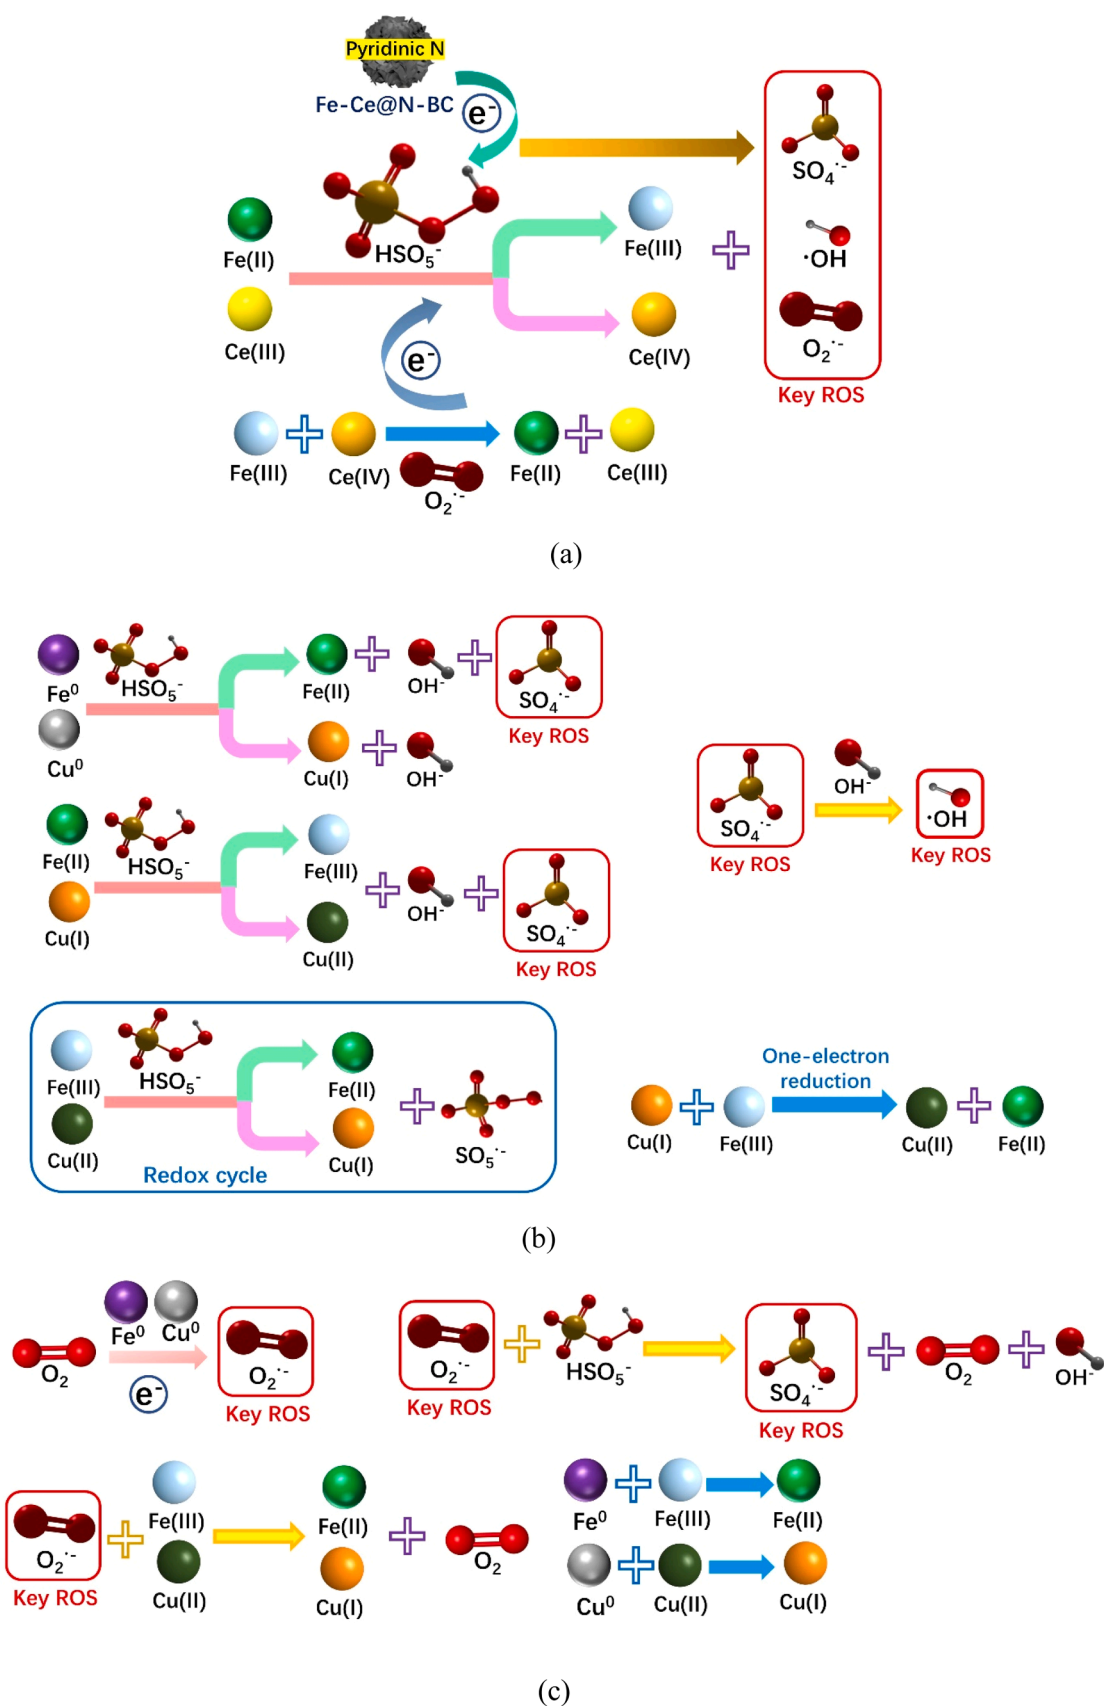 Pyridinic N
Fe-Ce@N-BC
e⁻
SO₄·⁻
HSO₅⁻
Fe(II)
Fe(III)
·OH
Ce(III)
e⁻
Ce(IV)
O₂·⁻
Key ROS
Fe(III)
Ce(IV)
O₂·⁻
Fe(II)
Ce(III)
(a)
Fe⁰
HSO₅⁻
Cu⁰
Fe(II)
OH⁻
SO₄·⁻
Key ROS
Cu(I)
OH⁻
SO₄·⁻
Key ROS
OH⁻
·OH
Key ROS
Fe(II)
HSO₅⁻
Cu(I)
Fe(III)
Cu(II)
OH⁻
SO₄·⁻
Key ROS
Fe(III)
HSO₅⁻
Cu(II)
Fe(II)
Cu(I)
SO₅·⁻
Redox cycle
One-electron
reduction
Cu(I)
Fe(III)
Cu(II)
Fe(II)
(b)
O₂
Fe⁰
Cu⁰
e⁻
O₂·⁻
Key ROS
O₂·⁻
Key ROS
HSO₅⁻
SO₄·⁻
Key ROS
O₂
OH⁻
O₂·⁻
Key ROS
Fe(III)
Cu(II)
Fe(II)
Cu(I)
O₂
Fe⁰
Fe(III)
Fe(II)
Cu⁰
Cu(II)
Cu(I)
(c)